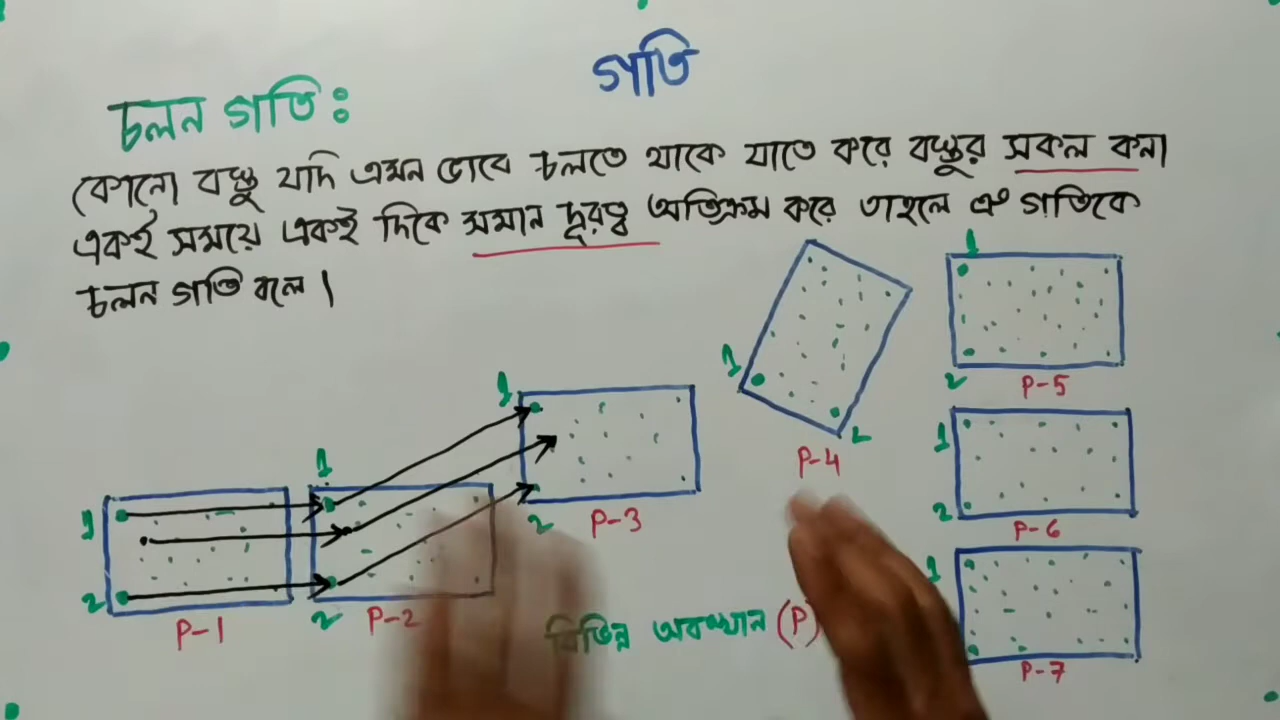 গতি
চলন গতি :
কোনো বস্তু যদি এমন ভাবে চলতে থাকে যাতে করে বস্তুর সকল কনা
একই সময়ে একই দিকে সমান দূরত্ব অতিক্রম করে তাহলে ঐ গতিকে
চলন গতি বলে।
1
2
P-1
1
2
P-2
1
2
P-3
1
2
P-4
1
2
P-5
1
2
P-6
1
P-7
বিভিন্ন অবস্থান (P)